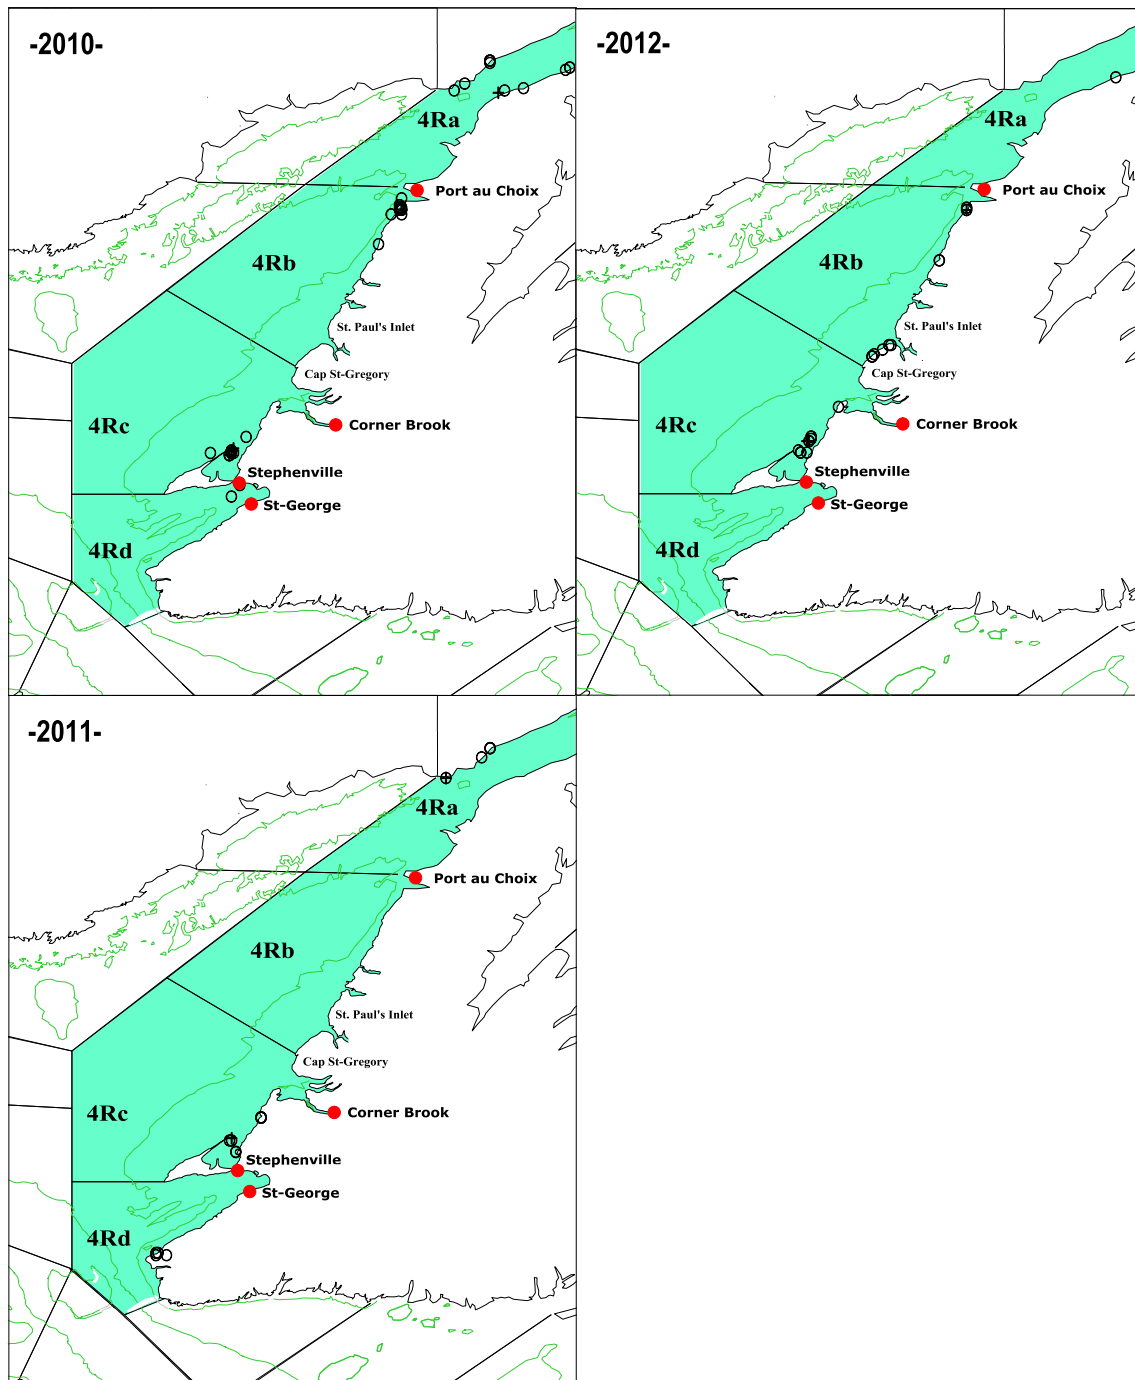 -2010-
4Ra
Port au Choix
4Rb
St. Paul's Inlet
Cap St-Gregory
4Rc
Corner Brook
Stephenville
St-George
4Rd
-2012-
4Ra
Port au Choix
4Rb
St. Paul's Inlet
Cap St-Gregory
4Rc
Corner Brook
Stephenville
St-George
4Rd
-2011-
4Ra
Port au Choix
4Rb
St. Paul's Inlet
Cap St-Gregory
4Rc
Corner Brook
Stephenville
St-George
4Rd